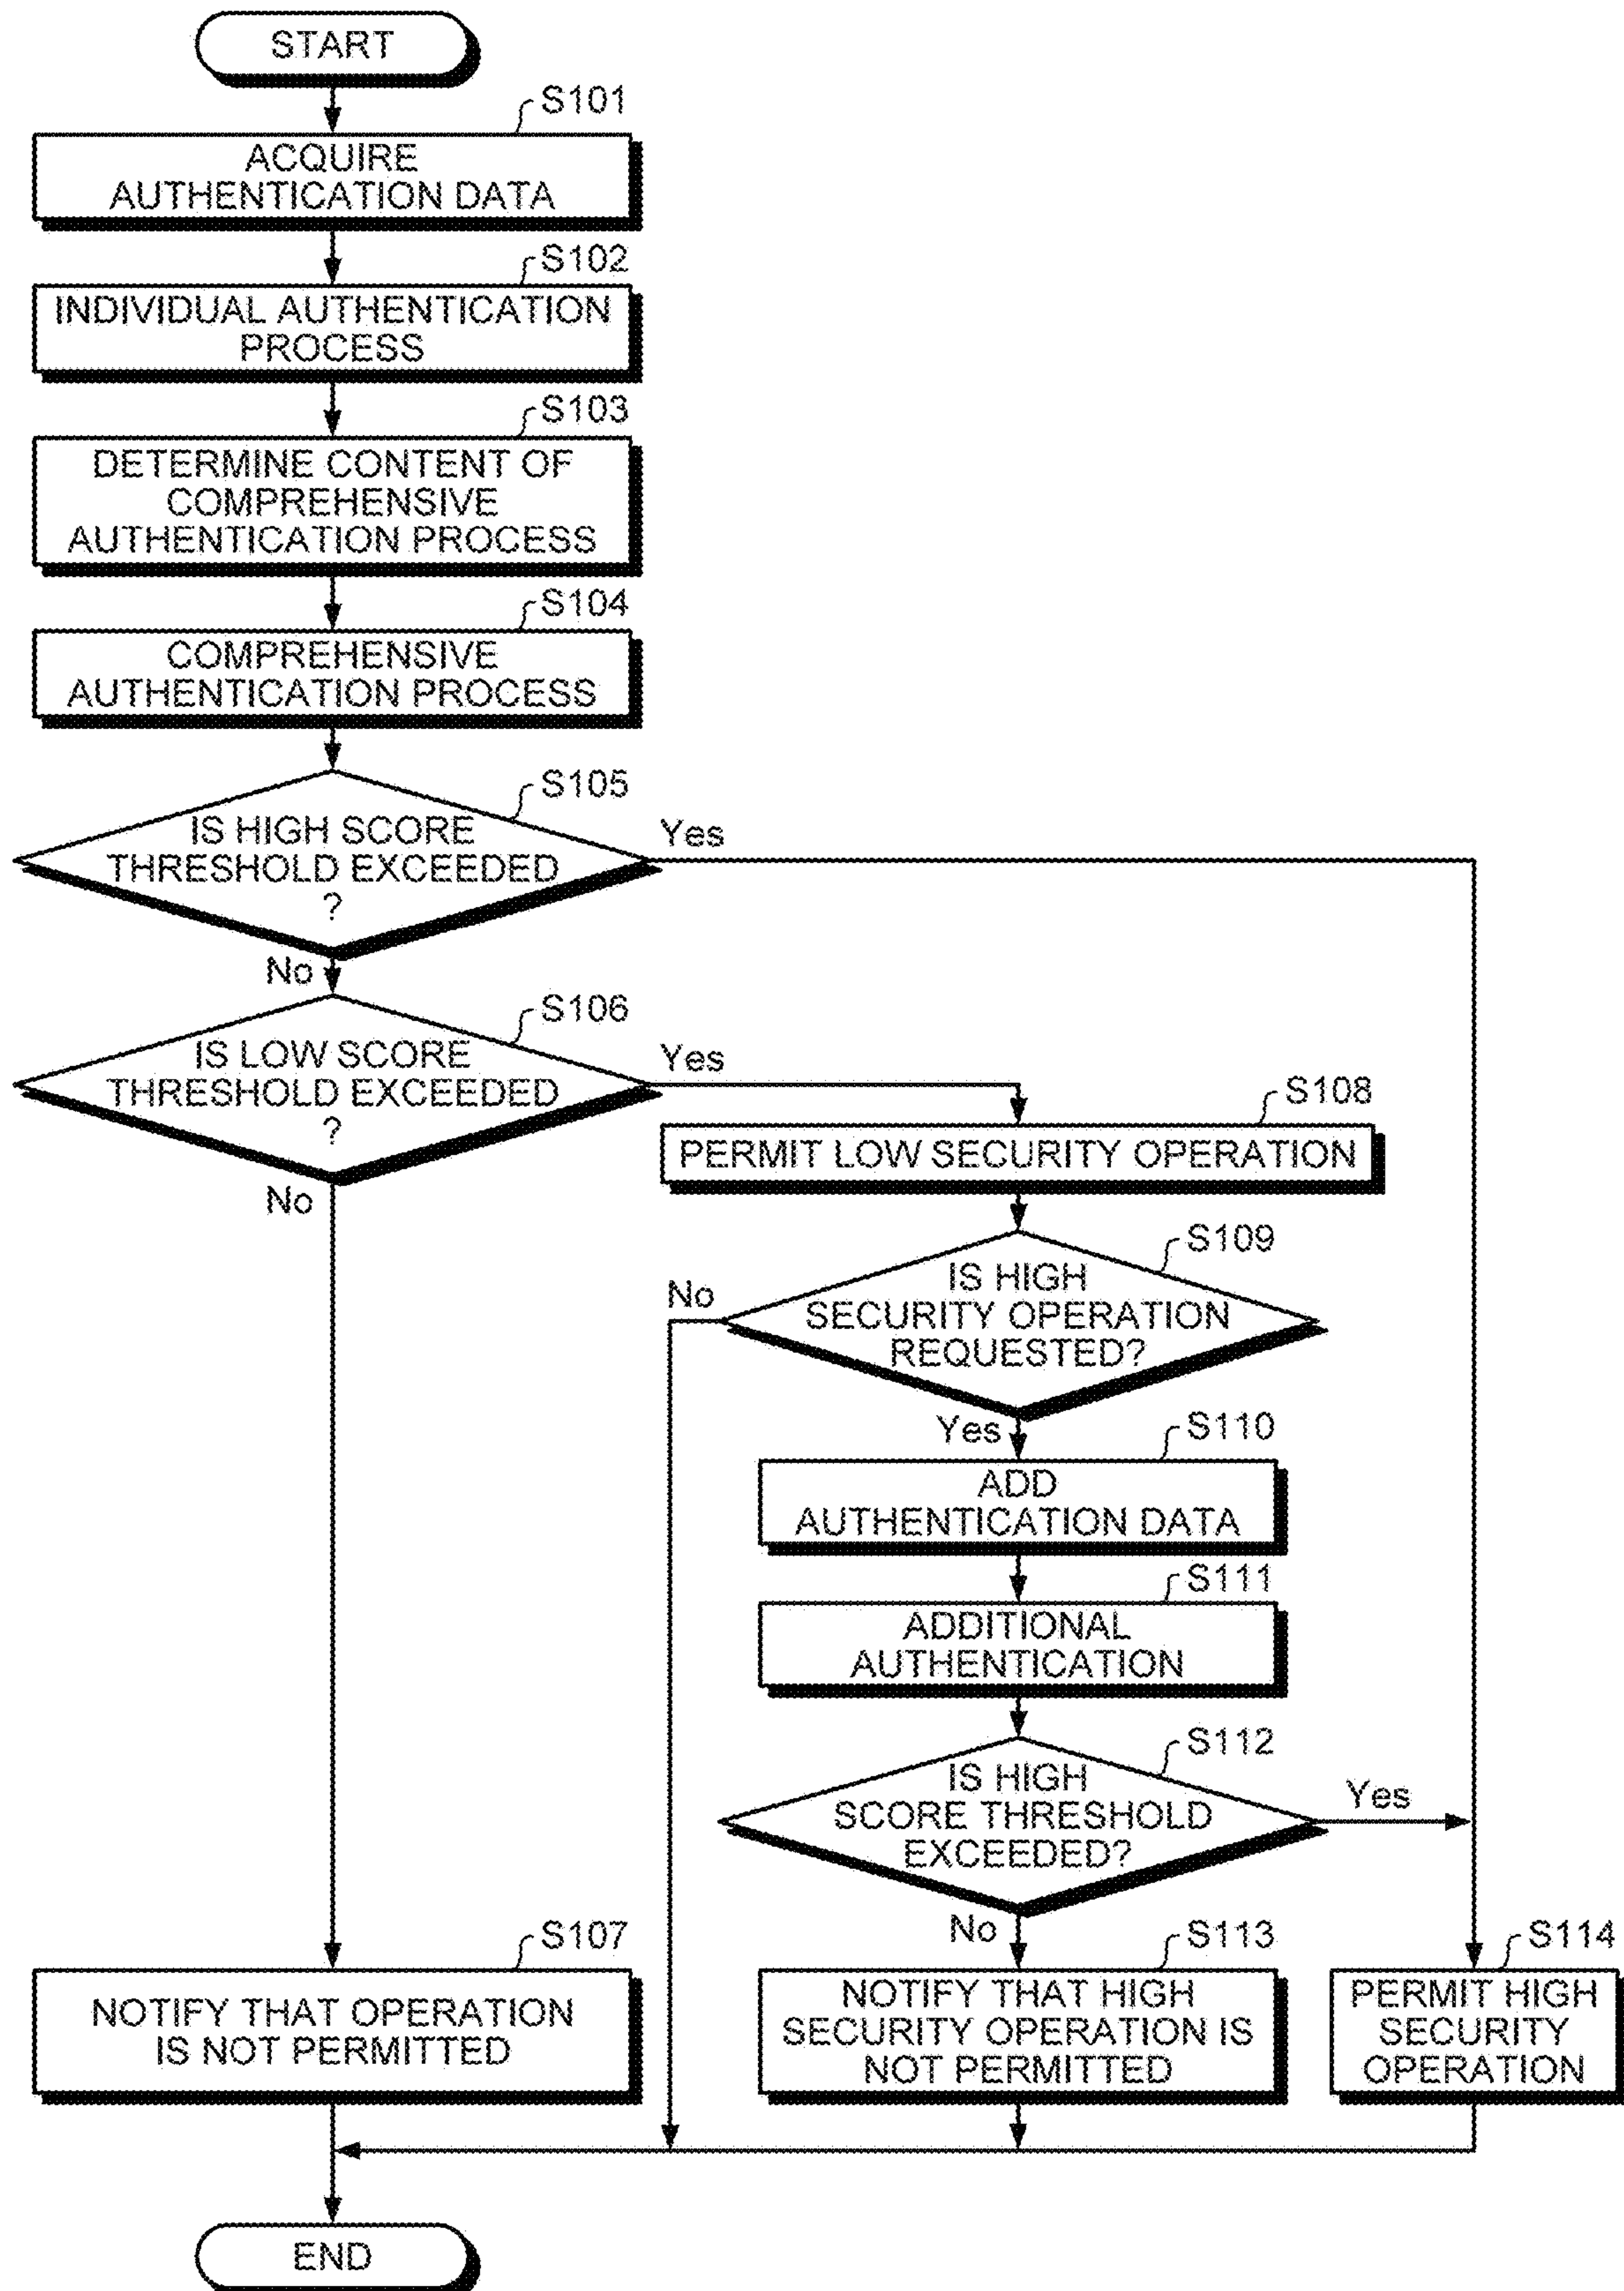 START
S101
ACQUIRE
AUTHENTICATION DATA
S102
INDIVIDUAL AUTHENTICATION
PROCESS
S103
DETERMINE CONTENT OF
COMPREHENSIVE
AUTHENTICATION PROCESS
S104
COMPREHENSIVE
AUTHENTICATION PROCESS
S105
IS HIGH SCORE
THRESHOLD EXCEEDED
?
Yes
No
S106
IS LOW SCORE
THRESHOLD EXCEEDED
?
Yes
No
S108
PERMIT LOW SECURITY OPERATION
S109
IS HIGH
SECURITY OPERATION
REQUESTED?
No
Yes
S110
ADD
AUTHENTICATION DATA
S111
ADDITIONAL
AUTHENTICATION
S112
IS HIGH
SCORE THRESHOLD
EXCEEDED?
Yes
No
S107
NOTIFY THAT OPERATION
IS NOT PERMITTED
S113
NOTIFY THAT HIGH
SECURITY OPERATION IS
NOT PERMITTED
S114
PERMIT HIGH
SECURITY
OPERATION
END